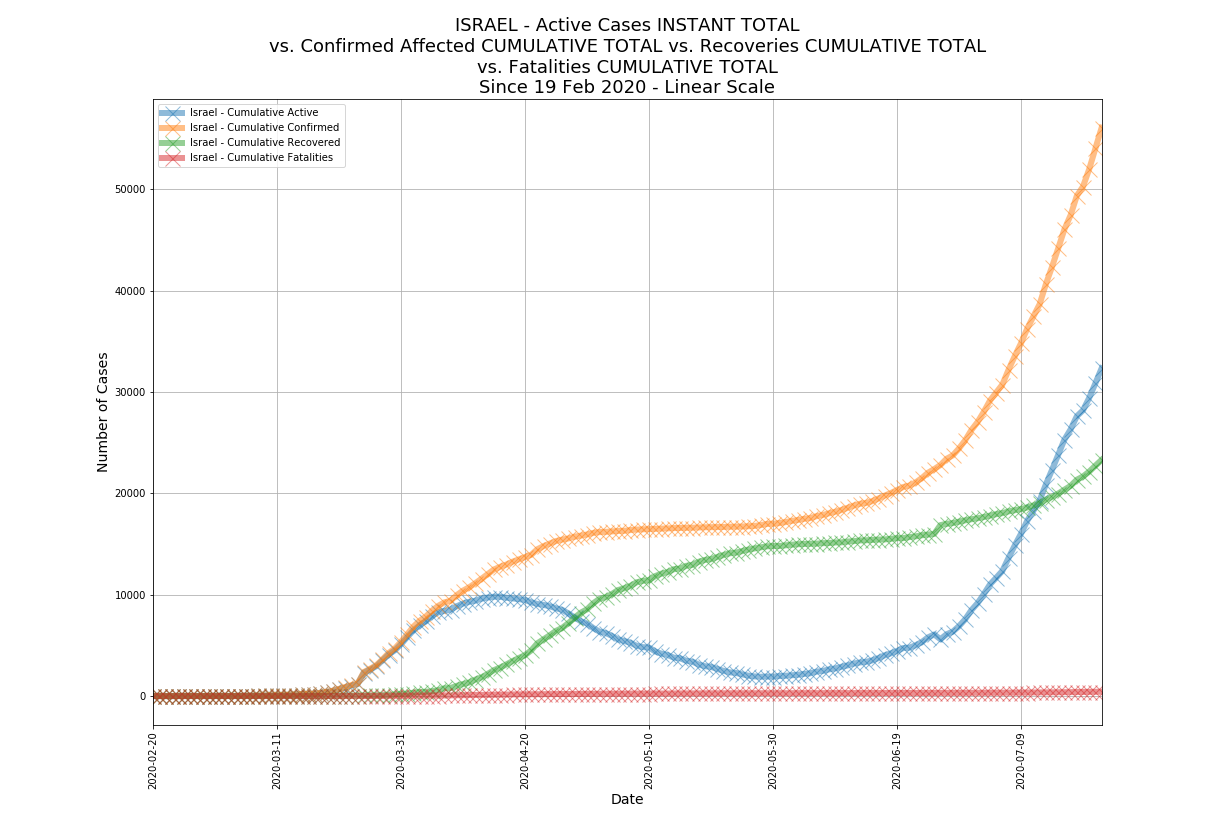 ISRAEL - Active Cases INSTANT TOTAL
vs. Confirmed Affected CUMULATIVE TOTAL vs. Recoveries CUMULATIVE TOTAL
vs. Fatalities CUMULATIVE TOTAL
Since 19 Feb 2020 - Linear Scale
Israel - Cumulative Active
Israel - Cumulative Confirmed
Israel - Cumulative Recovered
Israel - Cumulative Fatalities
Number of Cases
50000
40000
30000
20000
10000
0
2020-02-20
2020-03-11
2020-03-31
2020-04-20
2020-05-10
2020-05-30
2020-06-19
2020-07-09
Date